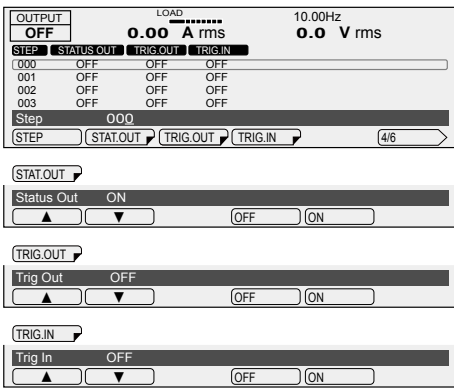 OUTPUT LOAD 10.00Hz
OFF 0.00 A rms 0.0 V rms
STEP STATUS OUT TRIG.OUT TRIG.IN
000 OFF OFF OFF
001 OFF OFF OFF
002 OFF OFF OFF
003 OFF OFF OFF
Step 000
STEP STAT.OUT TRIG.OUT TRIG.IN 4/6
STAT.OUT
Status Out ON
▲ ▼ OFF ON
TRIG.OUT
Trig Out OFF
▲ ▼ OFF ON
TRIG.IN
Trig In OFF
▲ ▼ OFF ON